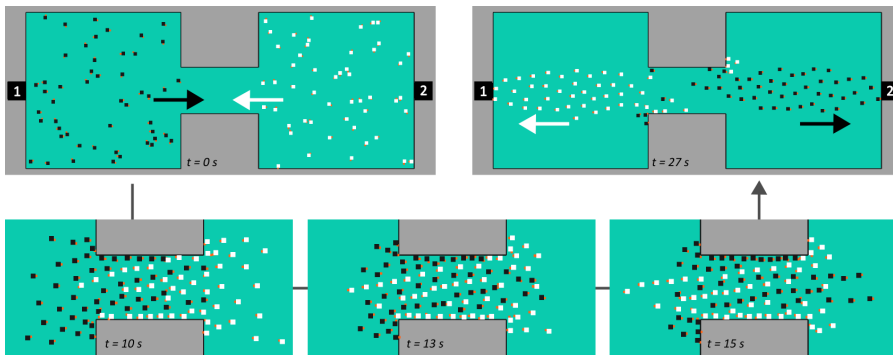 1
2
t = 0 s
1
2
t = 27 s
t = 10 s
t = 13 s
t = 15 s